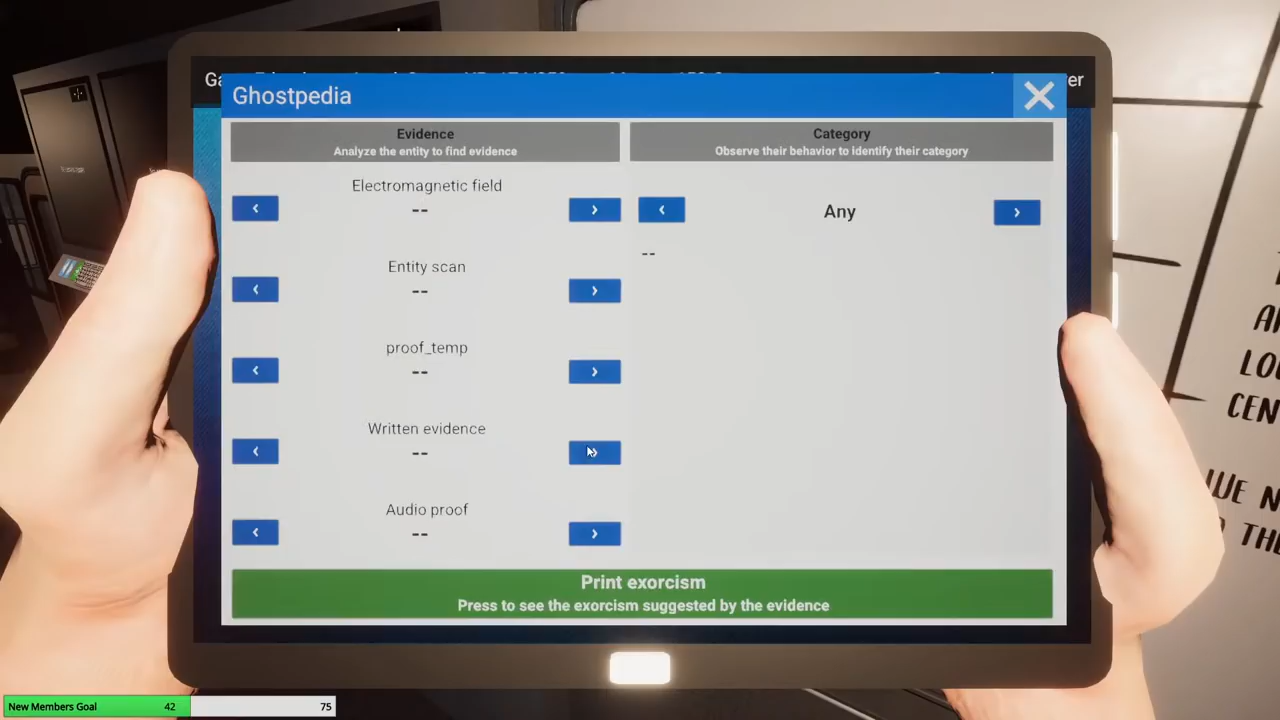 Ghostpedia
Evidence
Analyze the entity to find evidence
Category
Observe their behavior to identify their category
Electromagnetic field
--
Any
--
Entity scan
--
proof_temp
--
Written evidence
--
Audio proof
--
Print exorcism
Press to see the exorcism suggested by the evidence
New Members Goal 42 75